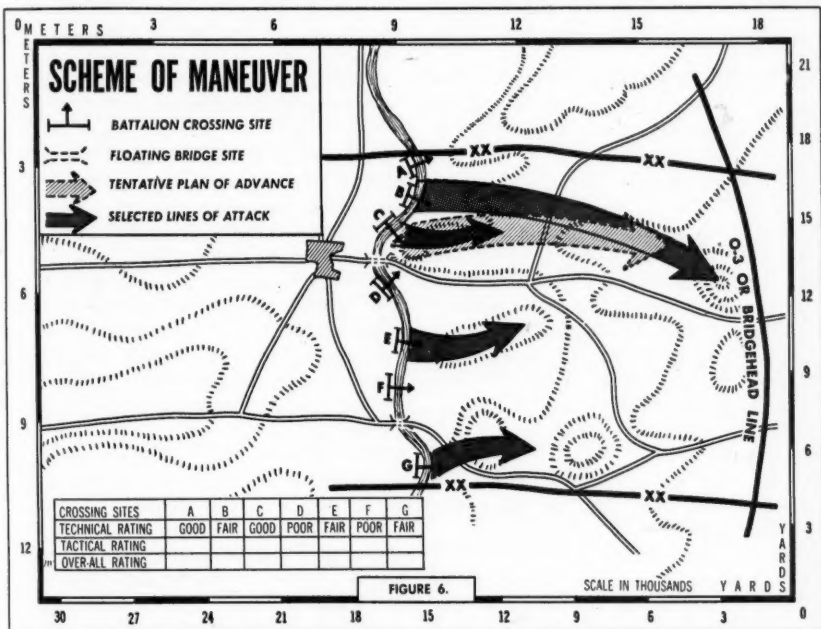 0 METERS 3 6 9 12 15 18
METERS
3
6
9
12
SCHEME OF MANEUVER
BATTALION CROSSING SITE
FLOATING BRIDGE SITE
TENTATIVE PLAN OF ADVANCE
SELECTED LINES OF ATTACK
XX XX
A
B
C
D
E
F
G
XX XX
O-3 OR BRIDGEHEAD LINE
21
18
15
12
9
6
3
YARDS
CROSSING SITES A B C D E F G
TECHNICAL RATING GOOD FAIR GOOD POOR FAIR POOR FAIR
TACTICAL RATING
OVER-ALL RATING
FIGURE 6.
SCALE IN THOUSANDS YARDS
30 27 24 21 18 15 12 9 6 3 0